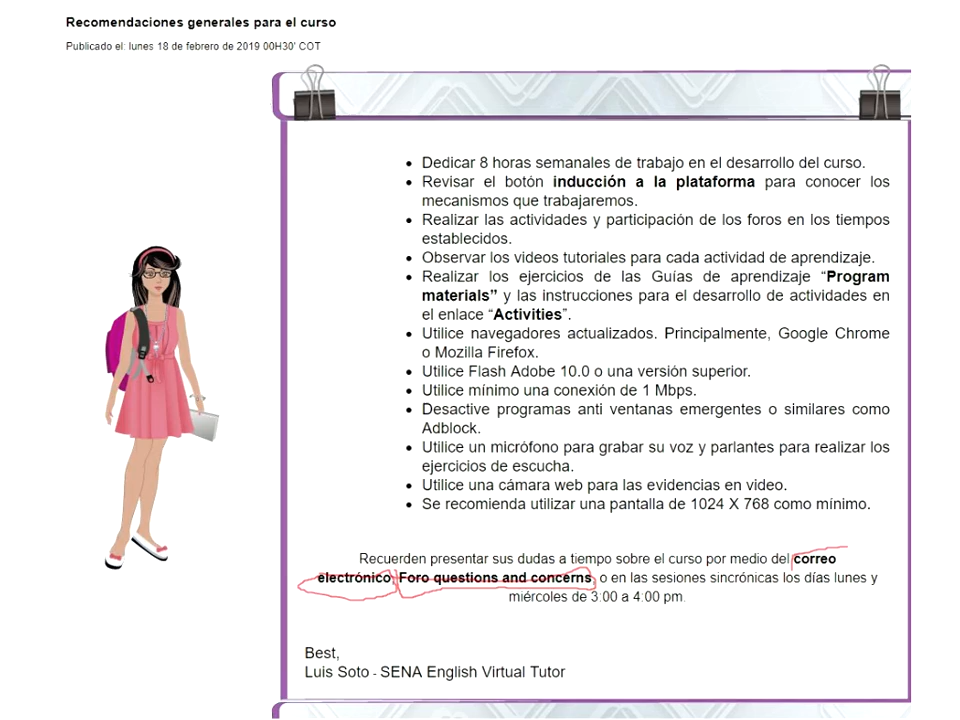 Recomendaciones generales para el curso
Publicado el: lunes 18 de febrero de 2019 00H30' COT
• Dedicar 8 horas semanales de trabajo en el desarrollo del curso.
• Revisar el botón inducción a la plataforma para conocer los
mecanismos que trabajaremos.
• Realizar las actividades y participación de los foros en los tiempos
establecidos.
• Observar los videos tutoriales para cada actividad de aprendizaje.
• Realizar los ejercicios de las Guías de aprendizaje “Program
materials” y las instrucciones para el desarrollo de actividades en
el enlace “Activities”.
• Utilice navegadores actualizados. Principalmente, Google Chrome
o Mozilla Firefox.
• Utilice Flash Adobe 10.0 o una versión superior.
• Utilice mínimo una conexión de 1 Mbps.
• Desactive programas anti ventanas emergentes o similares como
Adblock.
• Utilice un micrófono para grabar su voz y parlantes para realizar los
ejercicios de escucha.
• Utilice una cámara web para las evidencias en video.
• Se recomienda utilizar una pantalla de 1024 X 768 como mínimo.
Recuerden presentar sus dudas a tiempo sobre el curso por medio del correo
electrónico, Foro questions and concerns, o en las sesiones sincrónicas los días lunes y
miércoles de 3:00 a 4:00 pm.
Best,
Luis Soto - SENA English Virtual Tutor